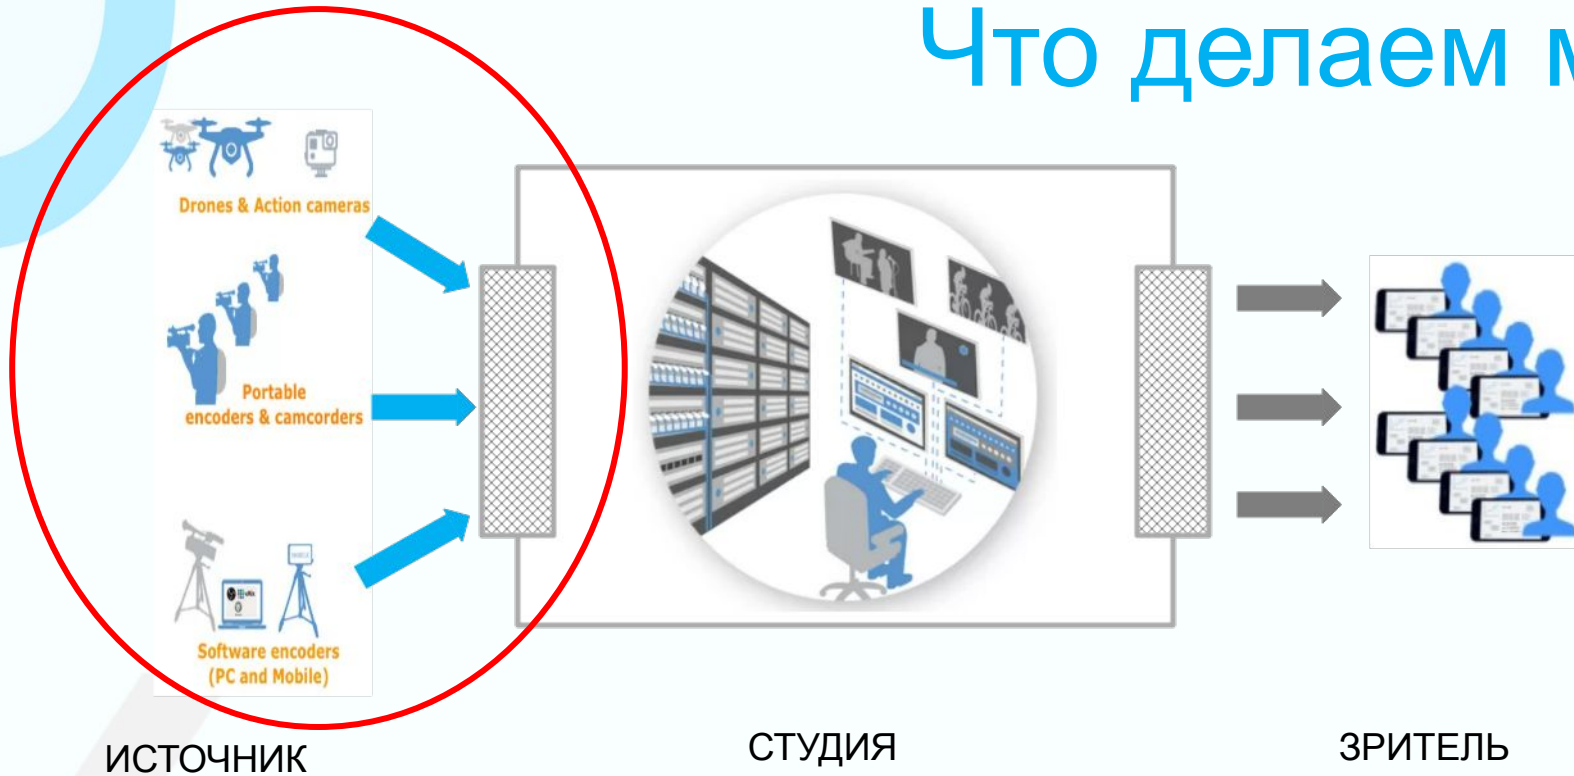 Что делаем м
Drones & Action cameras
Portable
encoders & camcorders
Software encoders
(PC and Mobile)
ИСТОЧНИК
СТУДИЯ
ЗРИТЕЛЬ